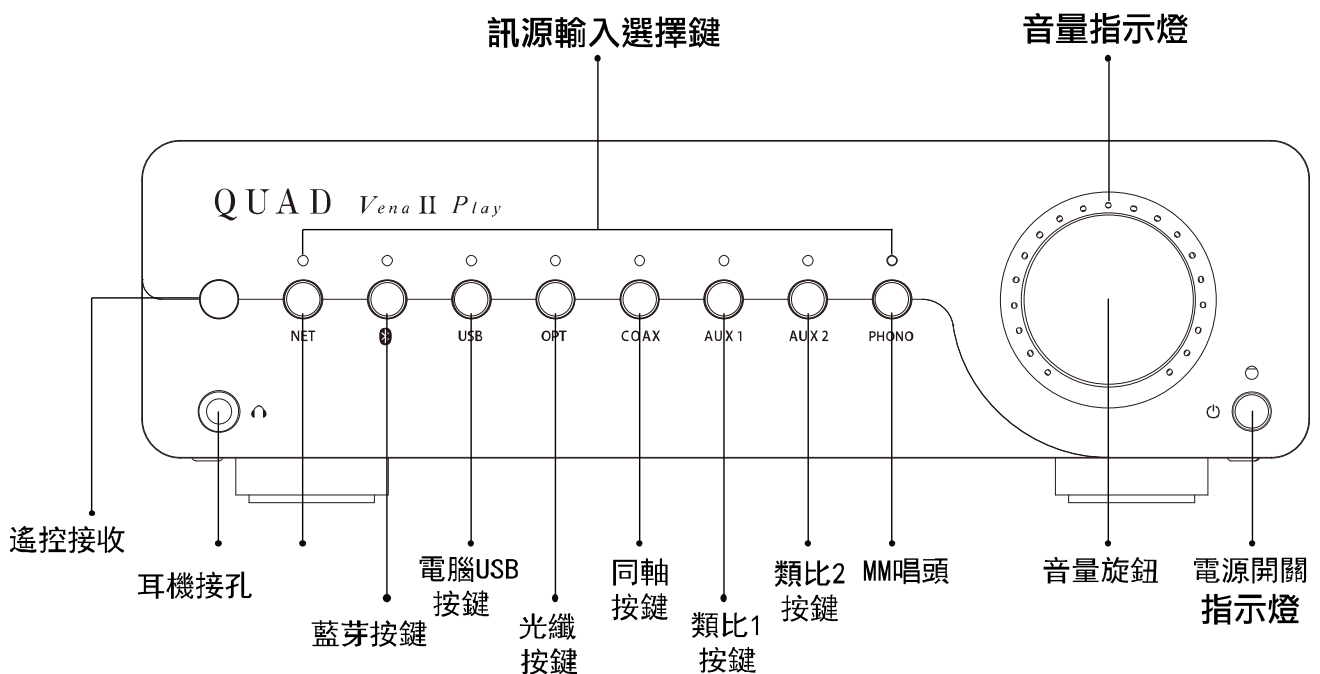 訊源輸入選擇鍵
音量指示燈
QUAD Vena II Play
NET
USB
OPT
COAX
AUX 1
AUX 2
PHONO
遙控接收
耳機接孔
藍芽按鍵
電腦USB
按鍵
光纖
按鍵
同軸
按鍵
類比1
按鍵
類比2
按鍵
MM唱頭
音量旋鈕
電源開關
指示燈